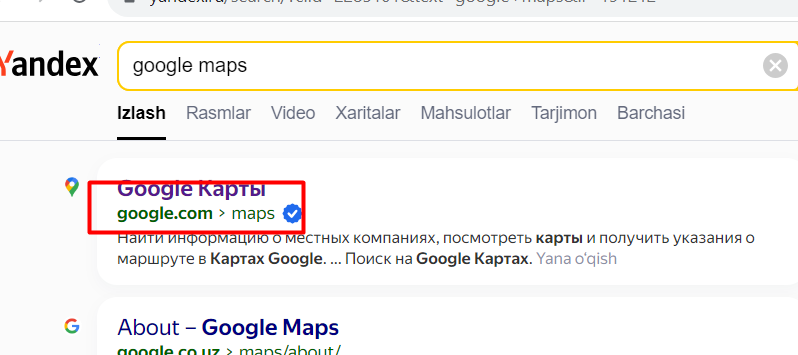 Yandex
google maps
Izlash Rasmlar Video Xaritalar Mahsulotlar Tarjimon Barchasi
Google Карты
google.com › maps
Найти информацию о местных компаниях, посмотреть карты и получить указания о
маршруте в Картах Google. ... Поиск на Google Картах. Yana oʻqish
About – Google Maps
google.co.uz › maps/about/